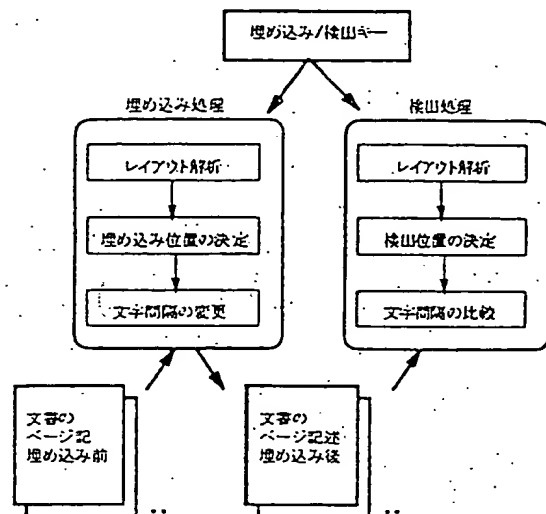 埋め込み/検出キー
埋め込み処理
検出処理
レイアウト解析
レイアウト解析
埋め込み位置の決定
検出位置の決定
文字間隔の変更
文字間隔の比較
文書の
ページ記
埋め込み前
文書の
ページ記述
埋め込み後